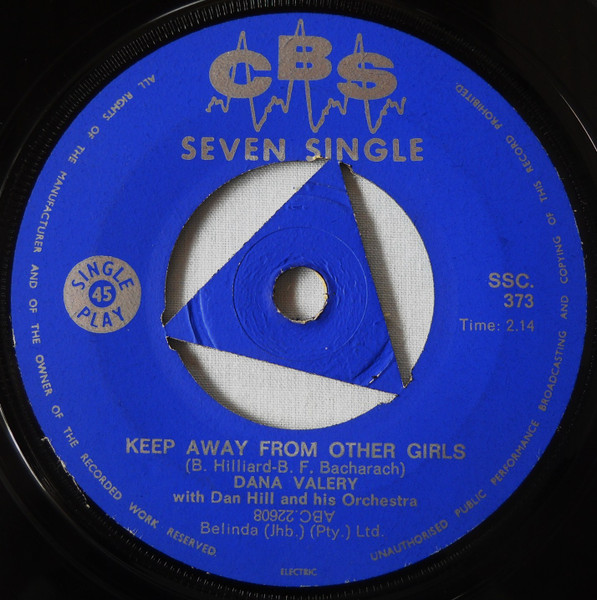 CBS
SEVEN SINGLE
SINGLE
45
PLAY
SSC.
373
Time: 2.14
KEEP AWAY FROM OTHER GIRLS
(B. Hilliard-B. F. Bacharach)
DANA VALERY
with Dan Hill and his Orchestra
ABC.22608
Belinda (Jhb.) (Pty.) Ltd.
ELECTRIC
ALL RIGHTS OF THE MANUFACTURER AND OF THE OWNER OF THE RECORDED WORK RESERVED.
UNAUTHORISED PUBLIC PERFORMANCE BROADCASTING AND COPYING OF THIS RECORD PROHIBITED.